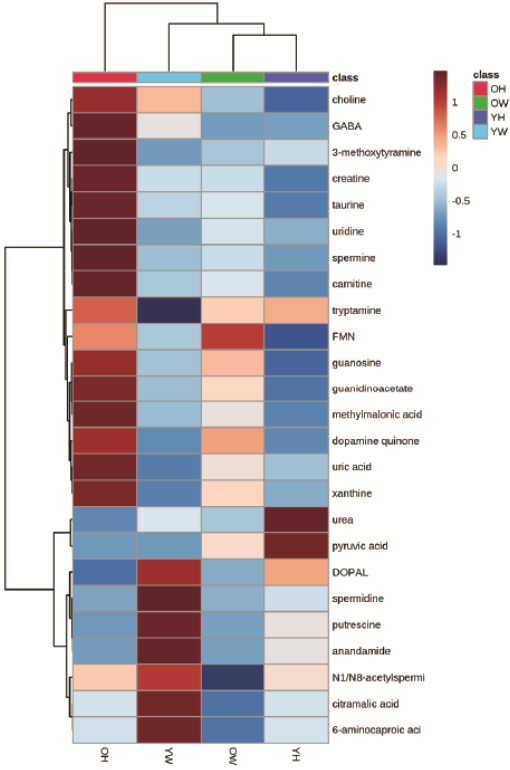 class
choline
GABA
3-methoxytyramine
creatine
taurine
uridine
spermine
carnitine
tryptamine
FMN
guanosine
guanidinoacetate
methylmalonic acid
dopamine quinone
uric acid
xanthine
urea
pyruvic acid
DOPAL
spermidine
putrescine
anandamide
N1/N8-acetylspermi
citramalic acid
6-aminocaproic aci
OH
YW
OW
YH
1
0.5
0
-0.5
-1
class
OH
OW
YH
YW